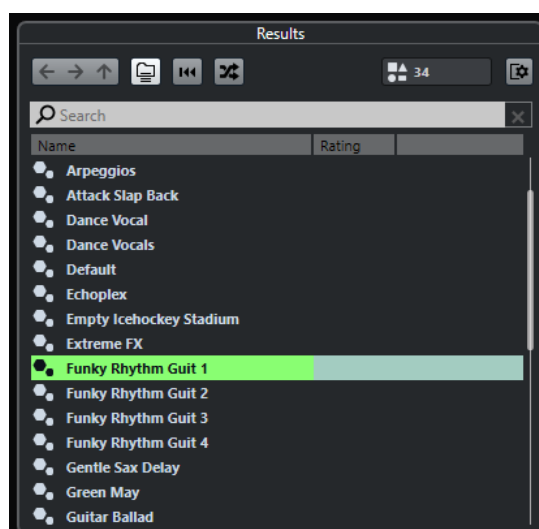 Results
34
Search
Name Rating
Arpeggios
Attack Slap Back
Dance Vocal
Dance Vocals
Default
Echoplex
Empty Icehockey Stadium
Extreme FX
Funky Rhythm Guit 1
Funky Rhythm Guit 2
Funky Rhythm Guit 3
Funky Rhythm Guit 4
Gentle Sax Delay
Green May
Guitar Ballad